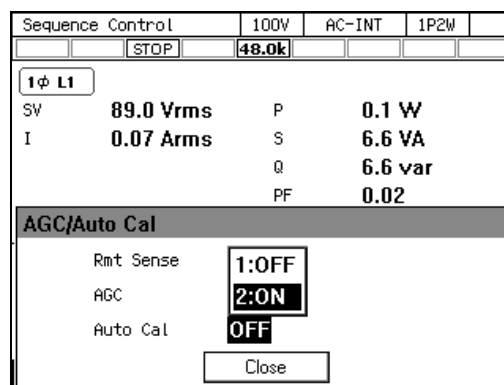 Sequence Control 100V AC-INT 1P2W
STOP 48.0k
1ϕ L1
SV 89.0 Vrms P 0.1 W
I 0.07 Arms S 6.6 VA
Q 6.6 var
PF 0.02
AGC/Auto Cal
Rmt Sense 1:OFF
AGC 2:ON
Auto Cal OFF
Close